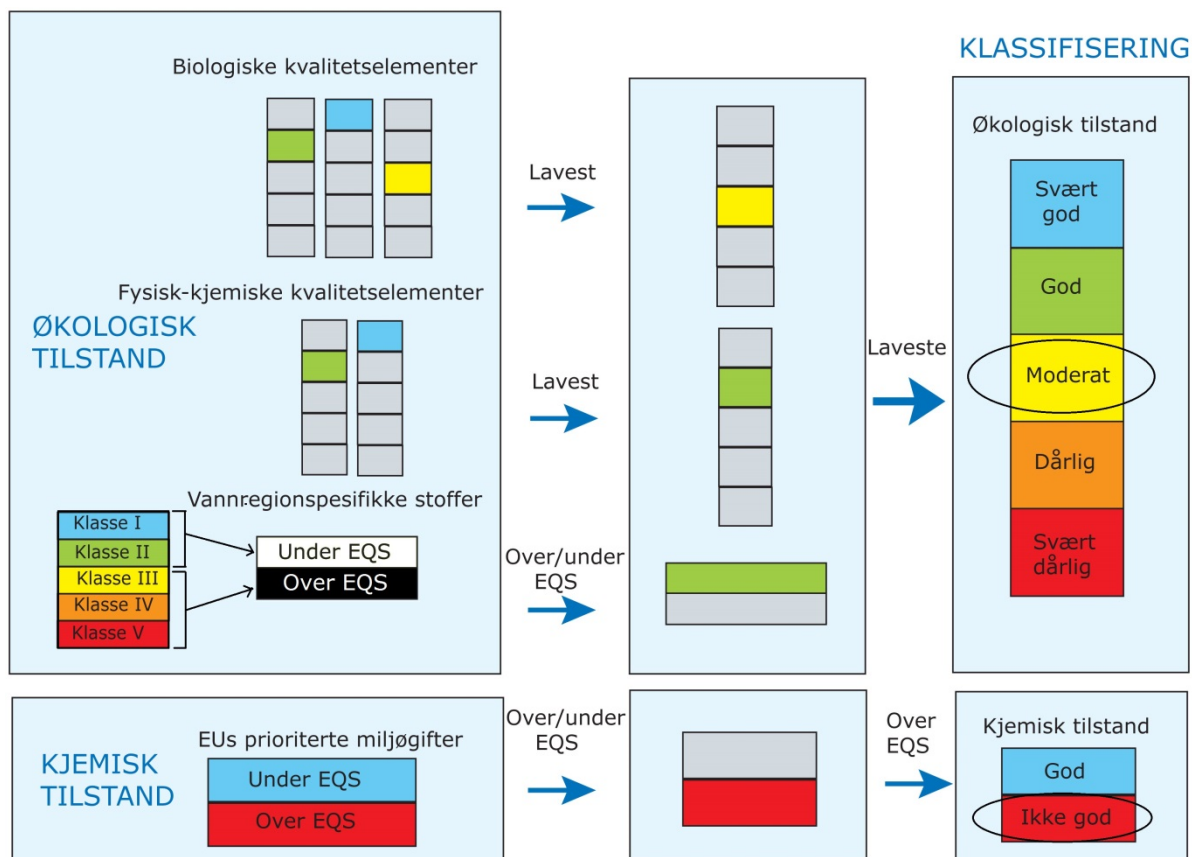 KLASSIFISERING
Biologiske kvalitetselementer
Lavest
Økologisk tilstand
Svært
god
God
Moderat
Dårlig
Svært
dårlig
Fysisk-kjemiske kvalitetselementer
ØKOLOGISK
TILSTAND
Lavest
Laveste
Vannregionspesifikke stoffer
Klasse I
Klasse II
Klasse III
Klasse IV
Klasse V
Under EQS
Over EQS
Over/under
EQS
KJEMISK
TILSTAND
EUs prioriterte miljøgifter
Under EQS
Over EQS
Over/under
EQS
Over
EQS
Kjemisk tilstand
God
Ikke god